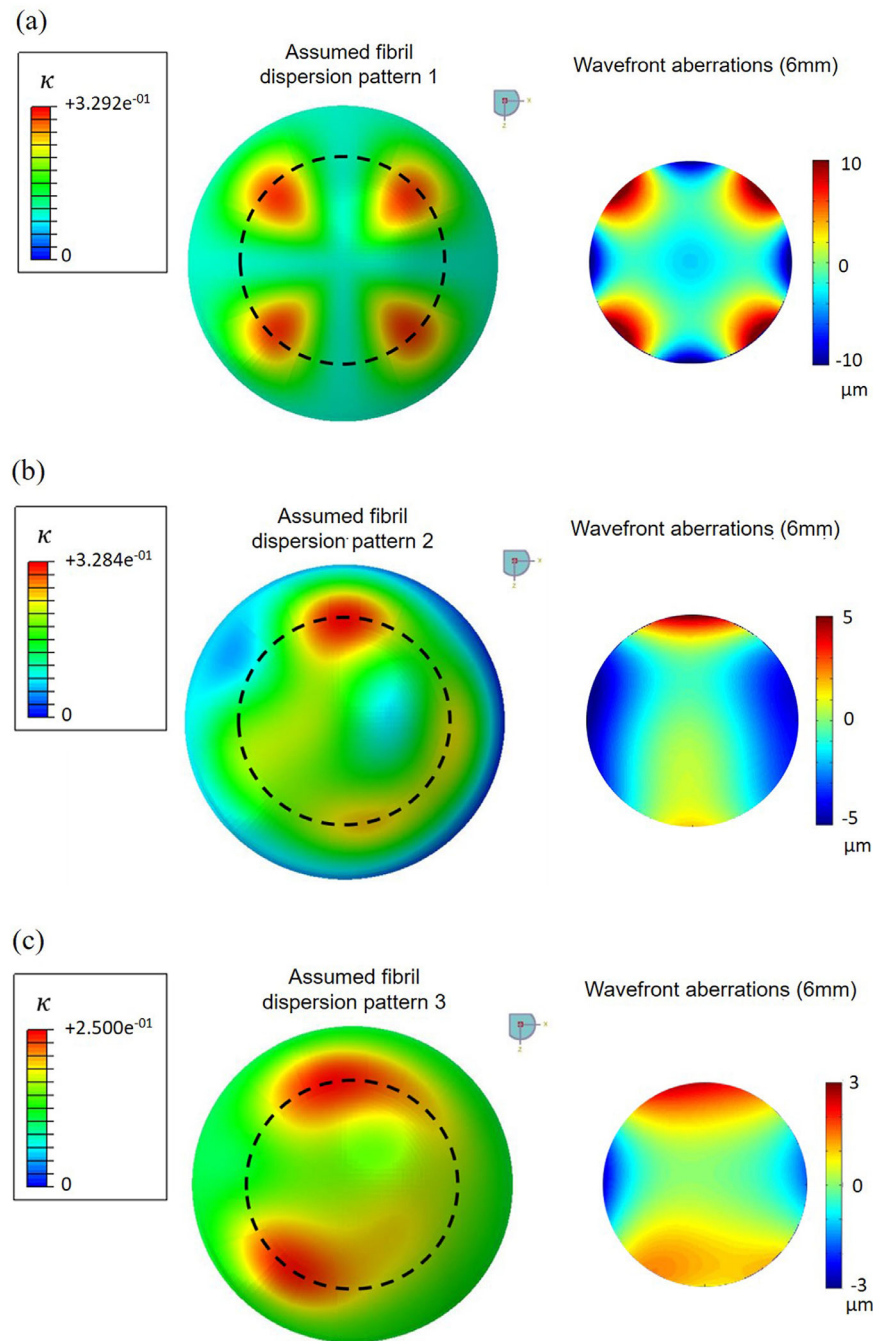 (a)
Assumed fibril
dispersion pattern 1
Wavefront aberrations (6mm)
κ
+3.292e⁻⁰¹
0
x
z
10
0
-10
μm
(b)
Assumed fibril
dispersion pattern 2
Wavefront aberrations (6mm)
κ
+3.284e⁻⁰¹
0
x
z
5
0
-5
μm
(c)
Assumed fibril
dispersion pattern 3
Wavefront aberrations (6mm)
κ
+2.500e⁻⁰¹
0
x
z
3
0
-3
μm